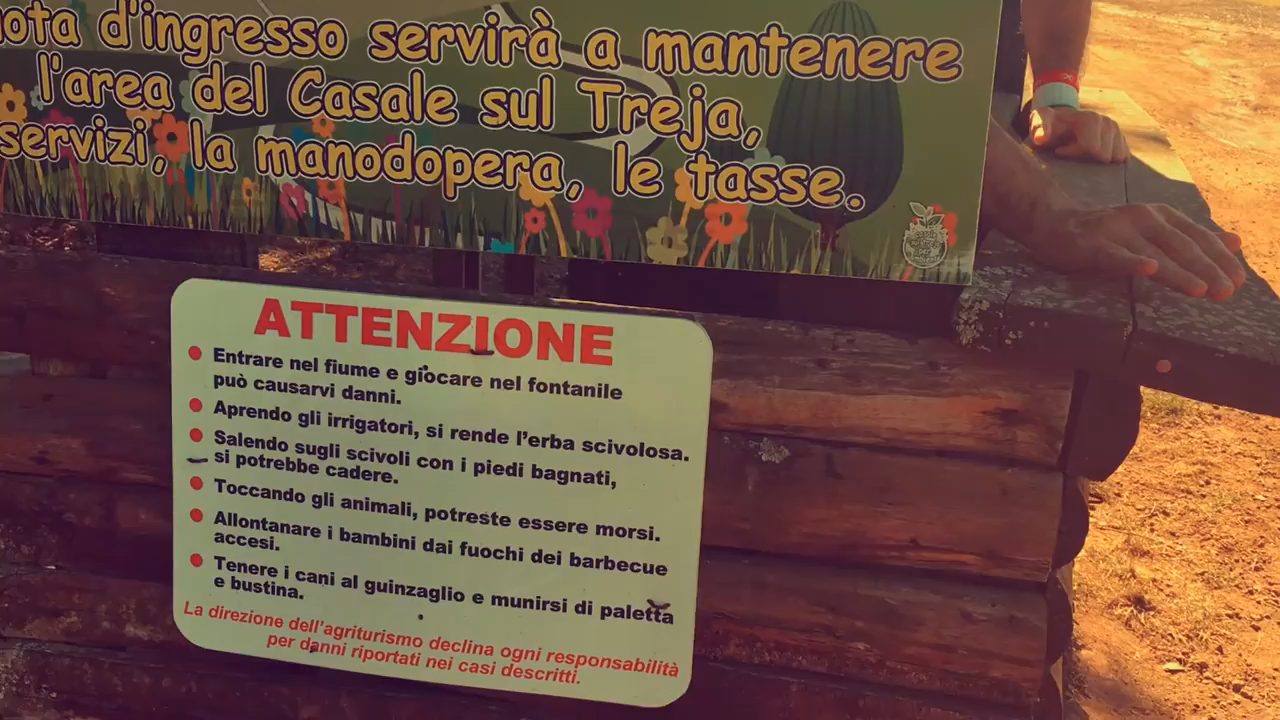 ota d'ingresso servirà a mantenere
l'area del Casale sul Treja,
servizi, la manodopera, le tasse.
ATTENZIONE
Entrare nel fiume e giocare nel fontanile
può causarvi danni.
Aprendo gli irrigatori, si rende l'erba scivolosa.
Salendo sugli scivoli con i piedi bagnati,
si potrebbe cadere.
Toccando gli animali, potreste essere morsi.
Allontanare i bambini dai fuochi dei barbecue
accesi.
Tenere i cani al guinzaglio e munirsi di paletta
e bustina.
La direzione dell'agriturismo declina ogni responsabilità
per danni riportati nei casi descritti.